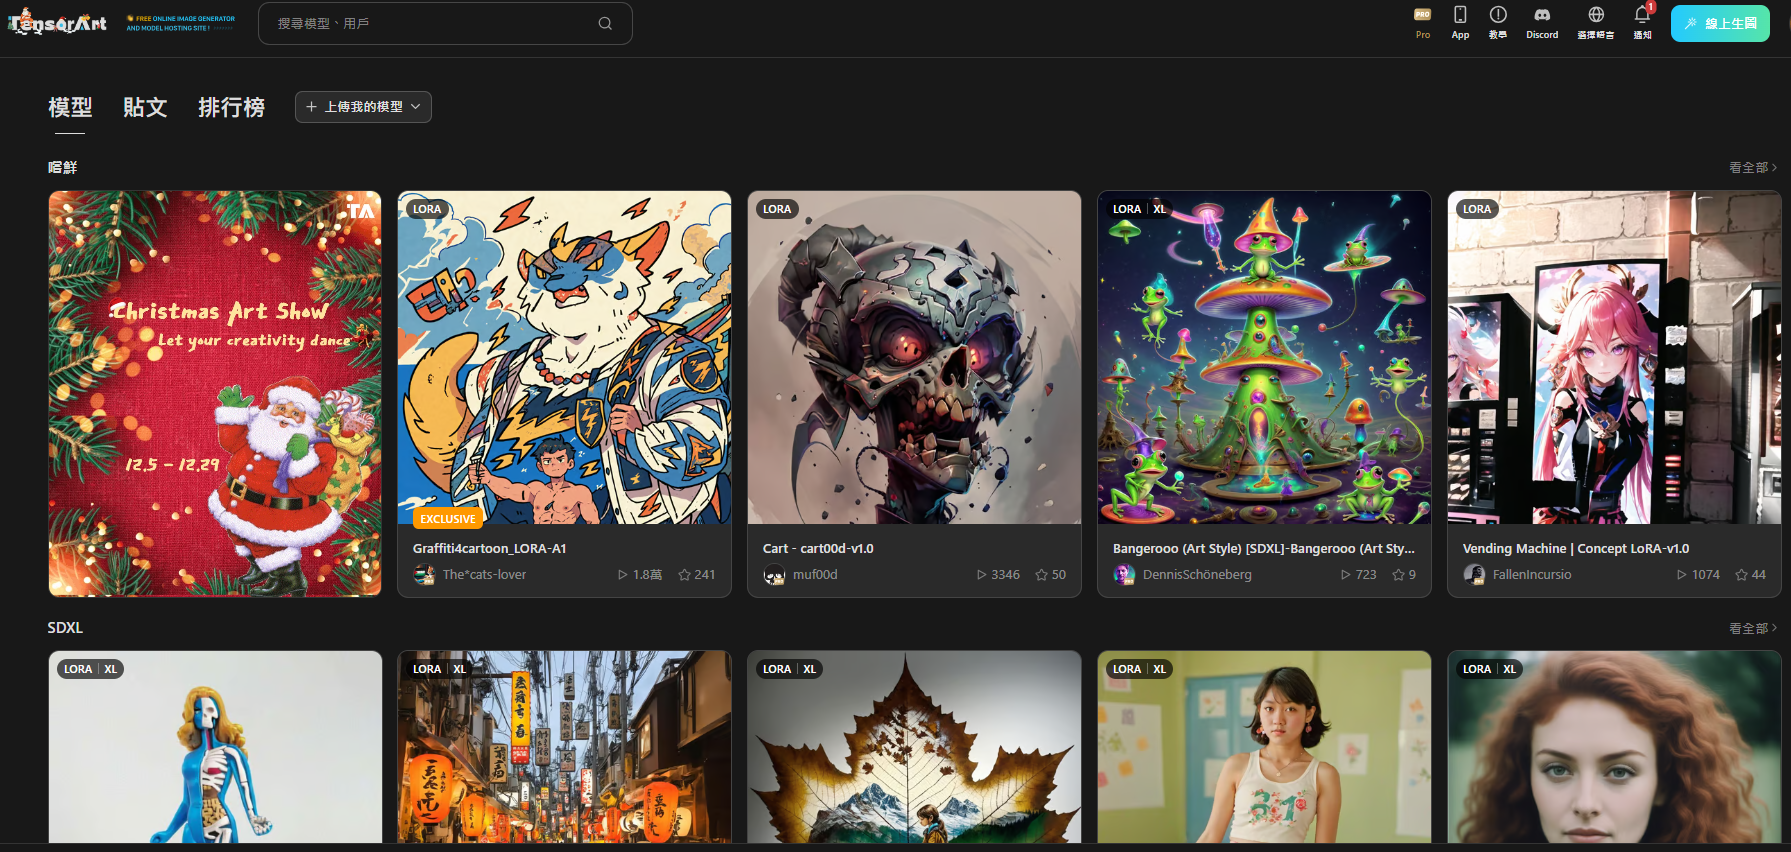 TensorArt
FREE ONLINE IMAGE GENERATOR
AND MODEL HOSTING SITE !
搜尋模型、用戶
PRO
Pro
App
教學
Discord
選擇語言
1
通知
線上生圖
模型
貼文
排行榜
上傳我的模型
嚐鮮
看全部
TA
Christmas Art Show
Let your creativity dance
12.5 - 12.29
LORA
EXCLUSIVE
Graffiti4cartoon_LORA-A1
The*cats-lover
1.8萬
241
LORA
Cart - cart00d-v1.0
muf00d
3346
50
LORA | XL
Bangerooo (Art Style) [SDXL]-Bangerooo (Art Sty...
DennisSchöneberg
723
9
LORA
Vending Machine | Concept LoRA-v1.0
FallenIncursio
1074
44
SDXL
看全部
LORA | XL
LORA | XL
LORA | XL
LORA | XL
LORA | XL